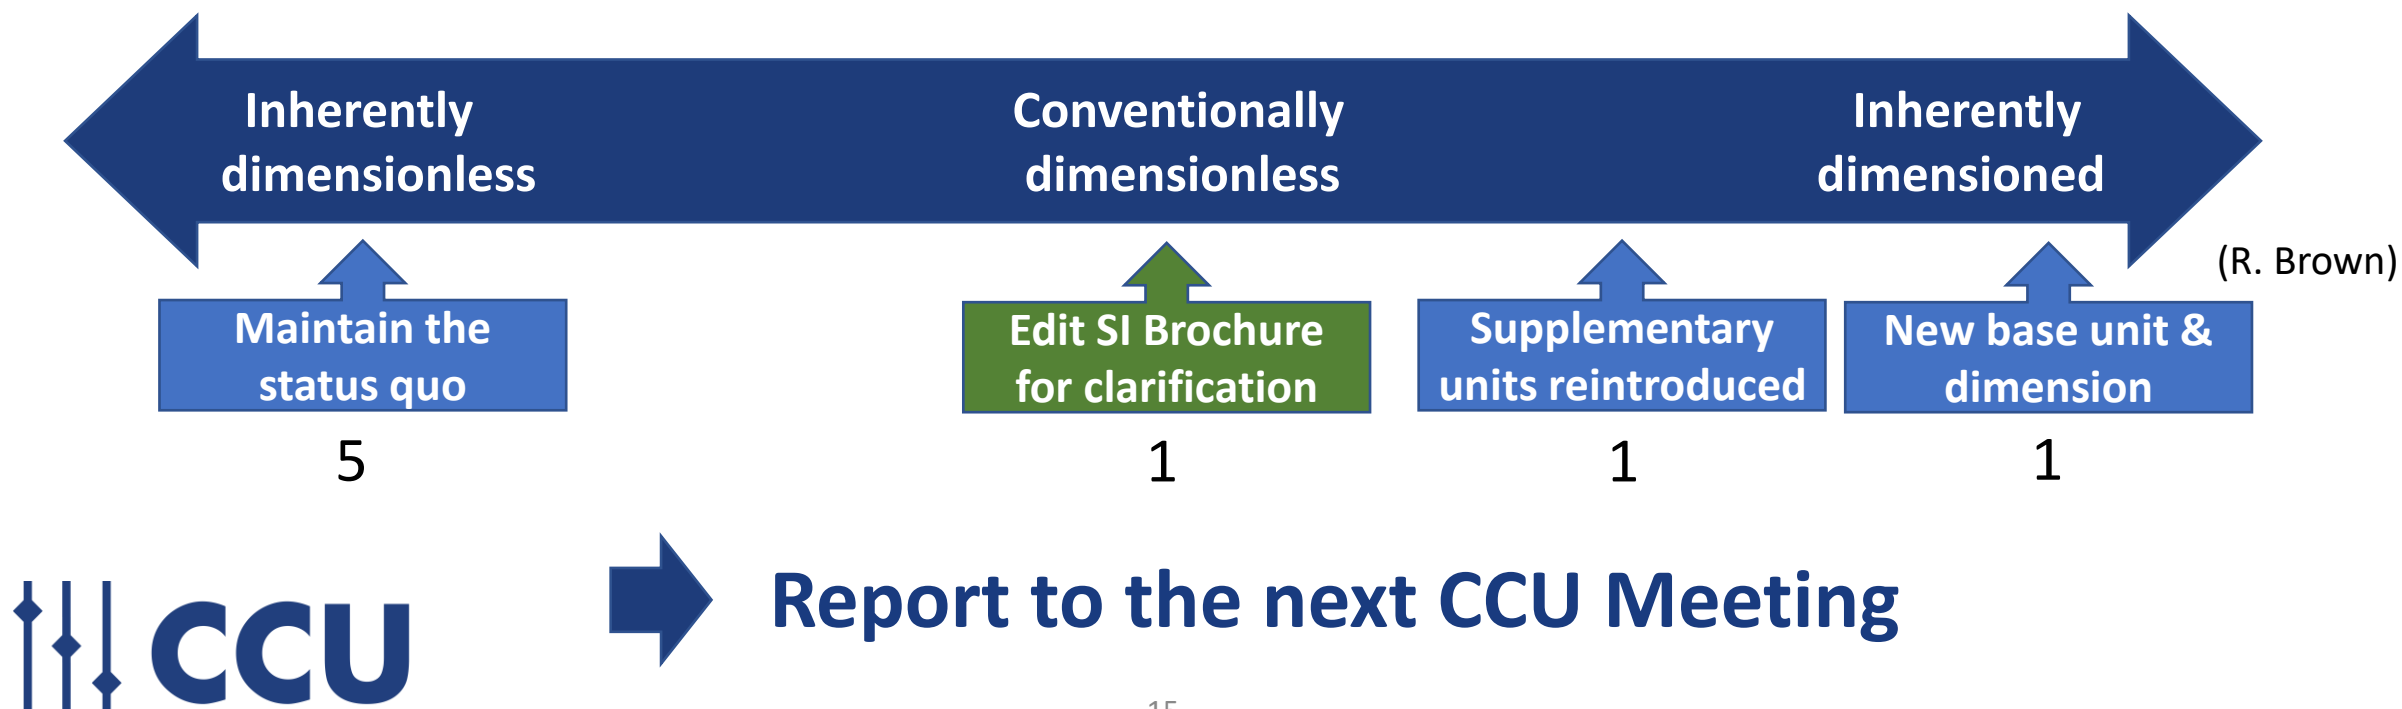 Inherently
dimensionless
Conventionally
dimensionless
Inherently
dimensioned
(R. Brown)
Maintain the
status quo
Edit SI Brochure
for clarification
Supplementary
units reintroduced
New base unit &
dimension
5
1
1
1
Report to the next CCU Meeting
CCU
15